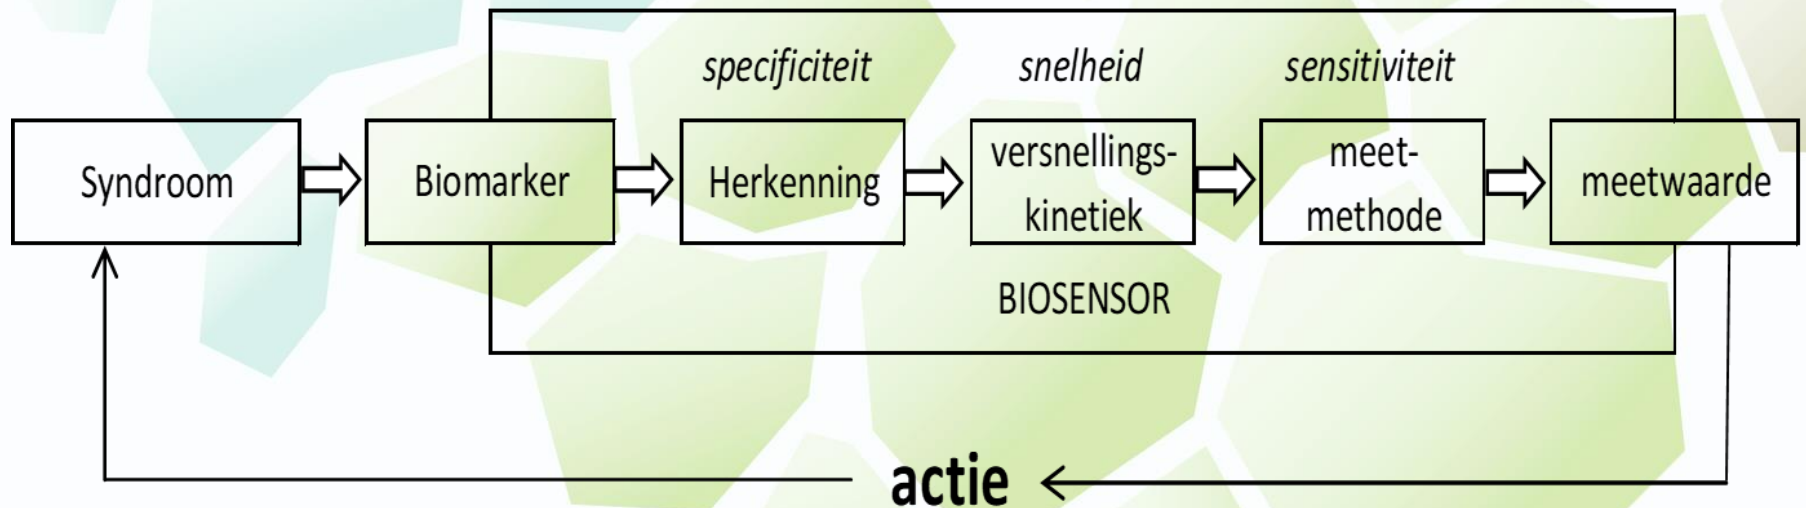 specificiteit snelheid sensitiviteit
Syndroom
Biomarker
Herkenning
versnellings-
kinetiek
meet-
methode
meetwaarde
BIOSENSOR
actie